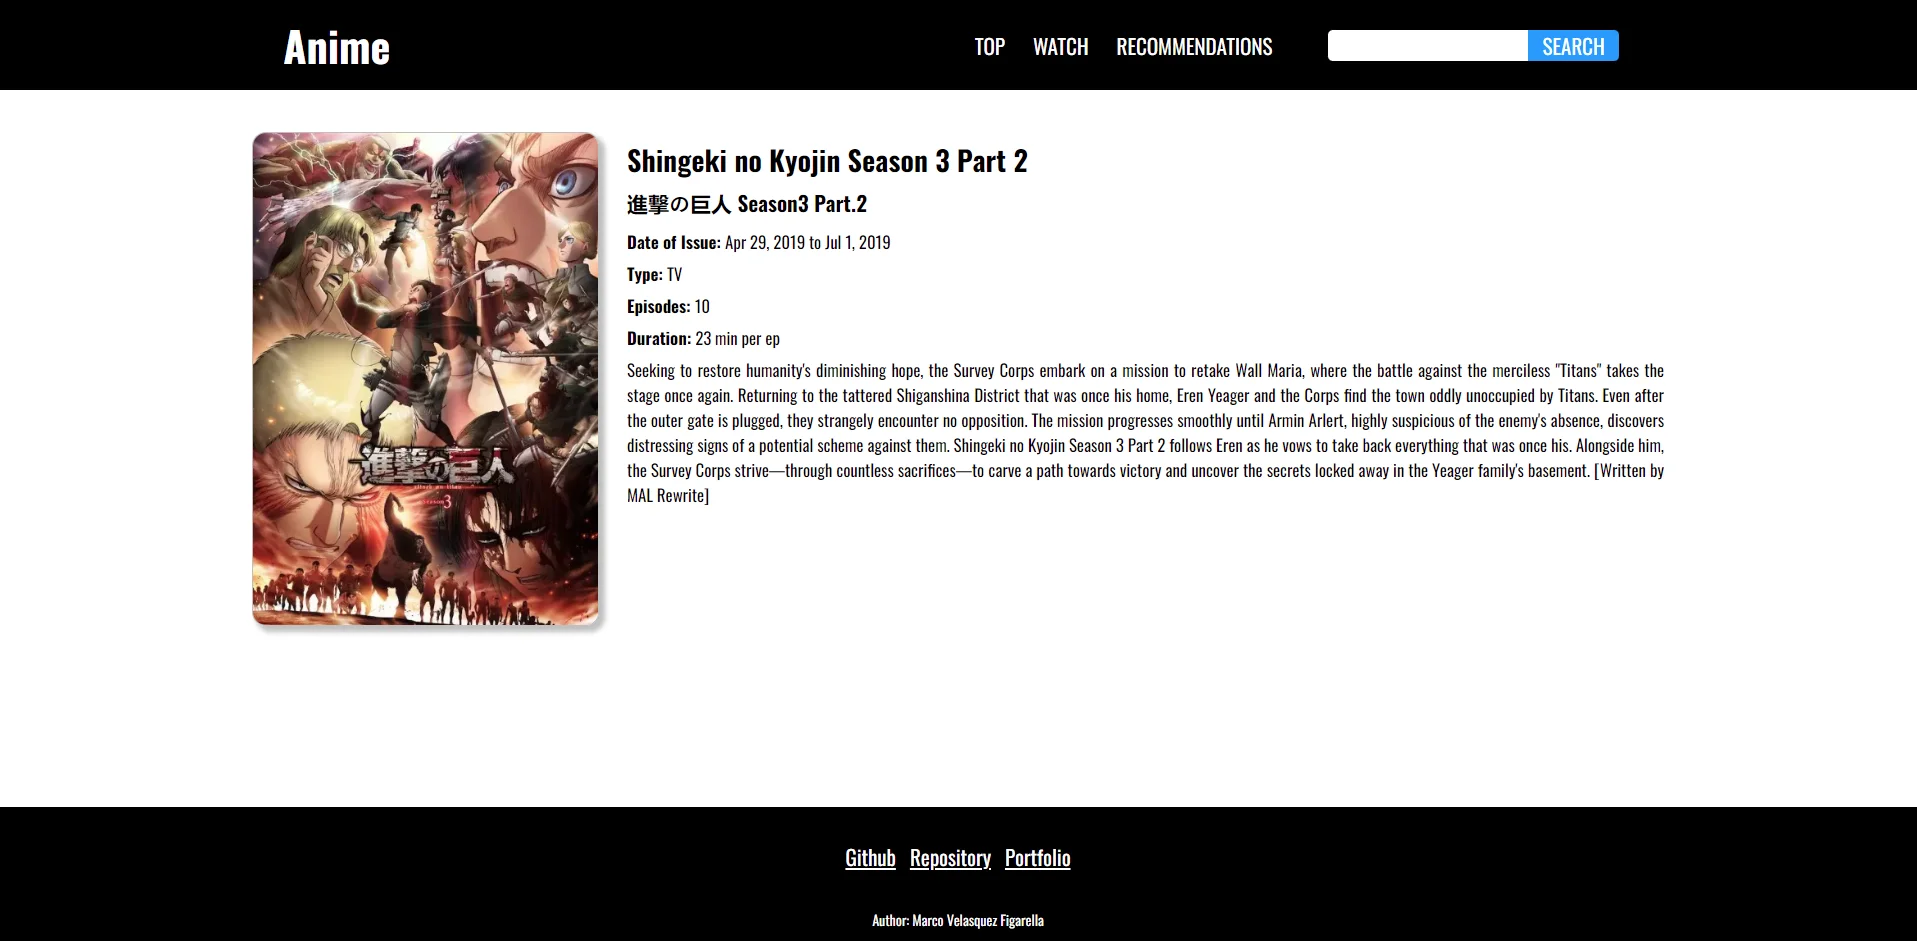 Anime
TOP WATCH RECOMMENDATIONS SEARCH
Shingeki no Kyojin Season 3 Part 2
進撃の巨人 Season3 Part.2
Date of Issue: Apr 29, 2019 to Jul 1, 2019
Type: TV
Episodes: 10
Duration: 23 min per ep
Seeking to restore humanity's diminishing hope, the Survey Corps embark on a mission to retake Wall Maria, where the battle against the merciless "Titans" takes the
stage once again. Returning to the tattered Shiganshina District that was once his home, Eren Yeager and the Corps find the town oddly unoccupied by Titans. Even after
the outer gate is plugged, they strangely encounter no opposition. The mission progresses smoothly until Armin Arlert, highly suspicious of the enemy's absence, discovers
distressing signs of a potential scheme against them. Shingeki no Kyojin Season 3 Part 2 follows Eren as he vows to take back everything that was once his. Alongside him,
the Survey Corps strive—through countless sacrifices—to carve a path towards victory and uncover the secrets locked away in the Yeager family's basement. [Written by
MAL Rewrite]
進撃の巨人
attack on titan
season 3
Github Repository Portfolio
Author: Marco Velasquez Figarella